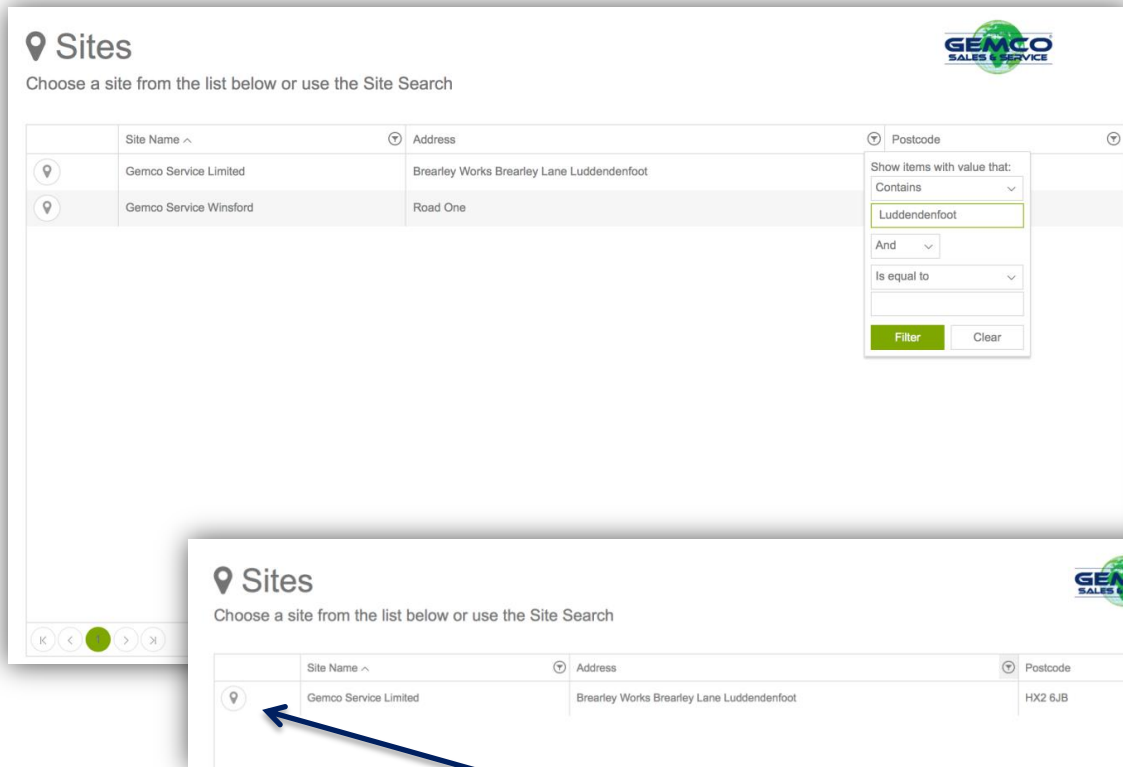 Sites
GEMCO
SALES & SERVICE
Choose a site from the list below or use the Site Search
Site Name Address Postcode
Gemco Service Limited Brearley Works Brearley Lane Luddendenfoot
Gemco Service Winsford Road One
Show items with value that:
Contains
Luddendenfoot
And
Is equal to
Filter Clear
1
Sites
Choose a site from the list below or use the Site Search
Site Name Address Postcode
Gemco Service Limited Brearley Works Brearley Lane Luddendenfoot HX2 6JB